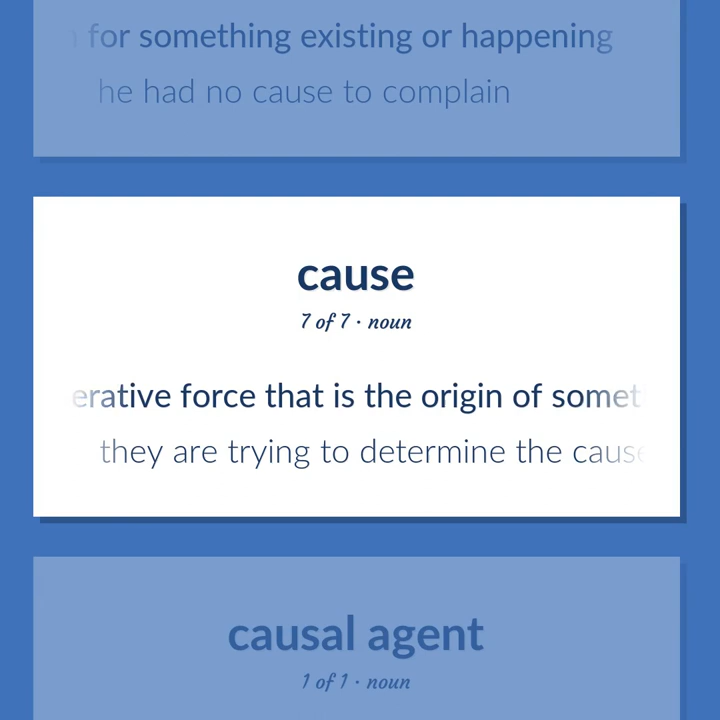 for something existing or happening
he had no cause to complain
cause
7 of 7 · noun
erative force that is the origin of somet
they are trying to determine the cause
causal agent
1 of 1 · noun